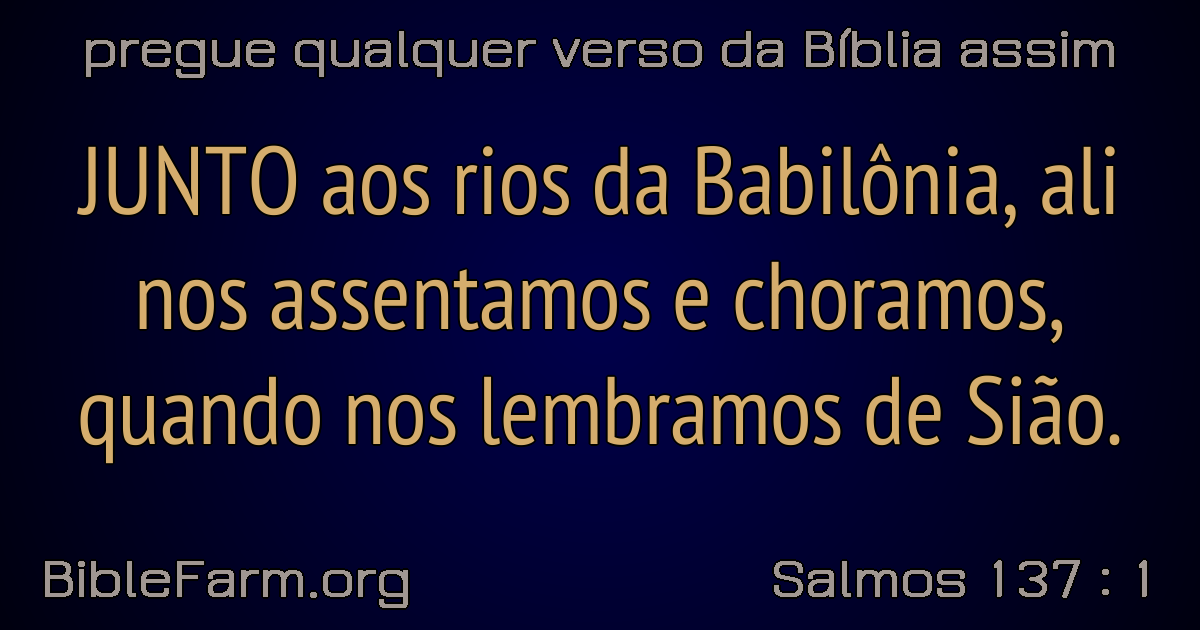 pregue qualquer verso da Bíblia assim
JUNTO aos rios da Babilônia, ali
nos assentamos e choramos,
quando nos lembramos de Sião.
BibleFarm.org
Salmos 137 : 1